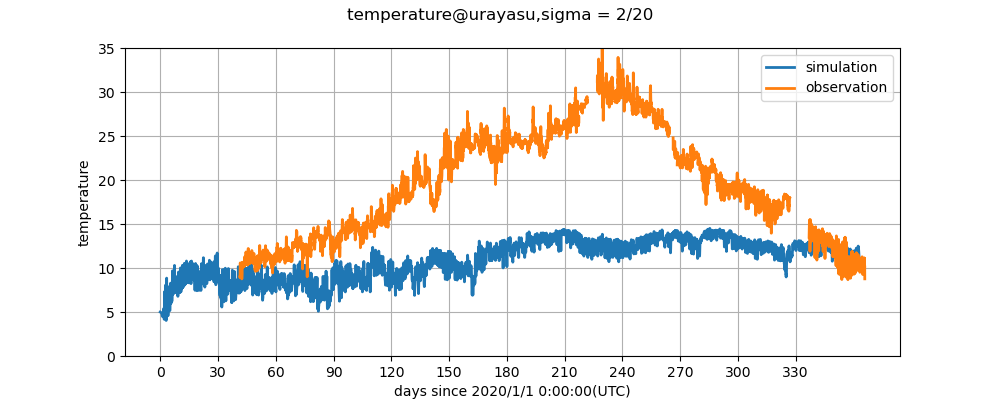 temperature@urayasu,sigma = 2/20
35
30
25
20
15
10
5
0
temperature
simulation
observation
0 30 60 90 120 150 180 210 240 270 300 330
days since 2020/1/1 0:00:00(UTC)